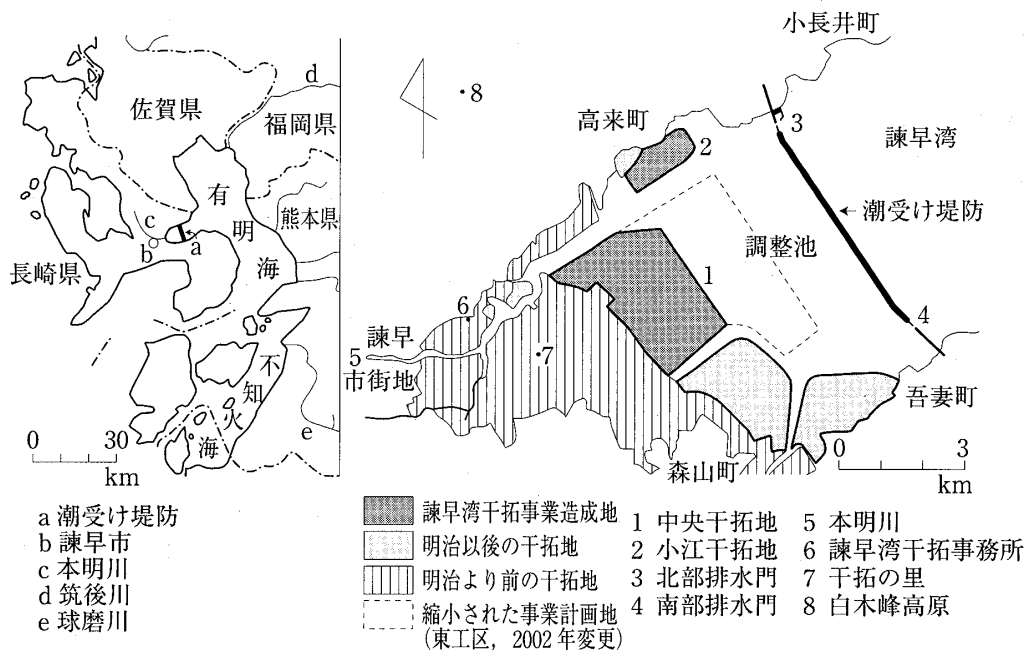 d
佐賀県
福岡県
有
明
海
熊本県
c
b
a
長崎県
不
知
火
海
e
0 30
km
a 潮受け堤防
b 諫早市
c 本明川
d 筑後川
e 球磨川
小長井町
8
高来町
3
2
諫早湾
潮受け堤防
調整池
1
6
4
諫早
5
7
市街地
吾妻町
森山町
0 3
km
諫早湾干拓事業造成地
明治以後の干拓地
明治より前の干拓地
縮小された事業計画地
(東工区，2002年変更)
1 中央干拓地
2 小江干拓地
3 北部排水門
4 南部排水門
5 本明川
6 諫早湾干拓事務所
7 干拓の里
8 白木峰高原